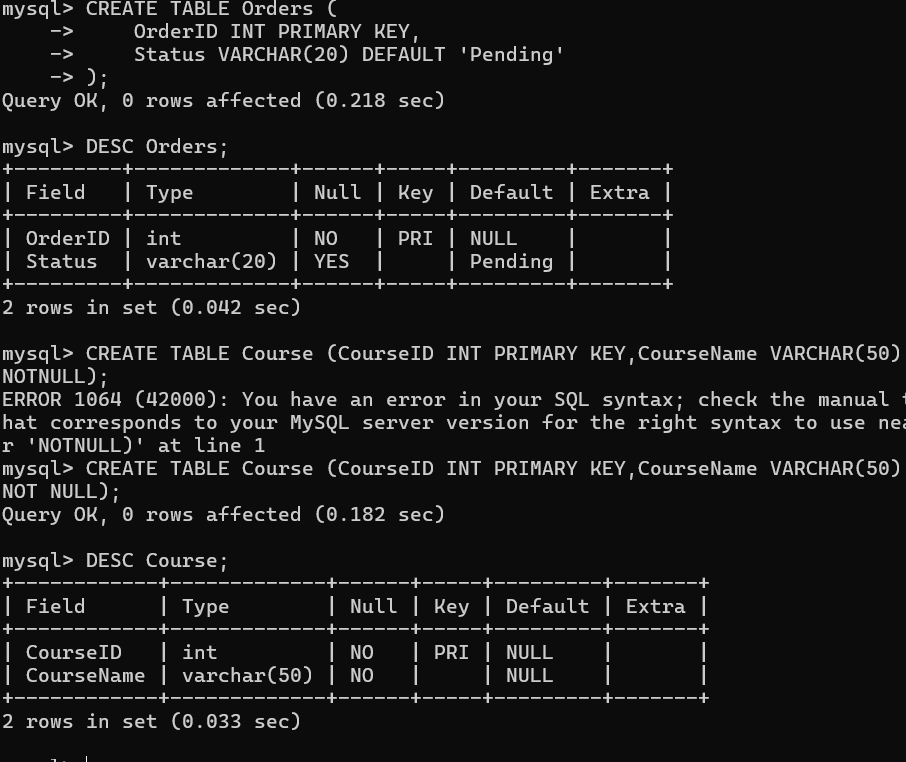 mysql> CREATE TABLE Orders (
    ->     OrderID INT PRIMARY KEY,
    ->     Status VARCHAR(20) DEFAULT 'Pending'
    -> );
Query OK, 0 rows affected (0.218 sec)

mysql> DESC Orders;
+---------+-------------+------+-----+---------+-------+
| Field   | Type        | Null | Key | Default | Extra |
+---------+-------------+------+-----+---------+-------+
| OrderID | int         | NO   | PRI | NULL    |       |
| Status  | varchar(20) | YES  |     | Pending |       |
+---------+-------------+------+-----+---------+-------+
2 rows in set (0.042 sec)

mysql> CREATE TABLE Course (CourseID INT PRIMARY KEY,CourseName VARCHAR(50)
NOTNULL);
ERROR 1064 (42000): You have an error in your SQL syntax; check the manual t
hat corresponds to your MySQL server version for the right syntax to use nea
r 'NOTNULL)' at line 1
mysql> CREATE TABLE Course (CourseID INT PRIMARY KEY,CourseName VARCHAR(50)
NOT NULL);
Query OK, 0 rows affected (0.182 sec)

mysql> DESC Course;
+------------+-------------+------+-----+---------+-------+
| Field      | Type        | Null | Key | Default | Extra |
+------------+-------------+------+-----+---------+-------+
| CourseID   | int         | NO   | PRI | NULL    |       |
| CourseName | varchar(50) | NO   |     | NULL    |       |
+------------+-------------+------+-----+---------+-------+
2 rows in set (0.033 sec)